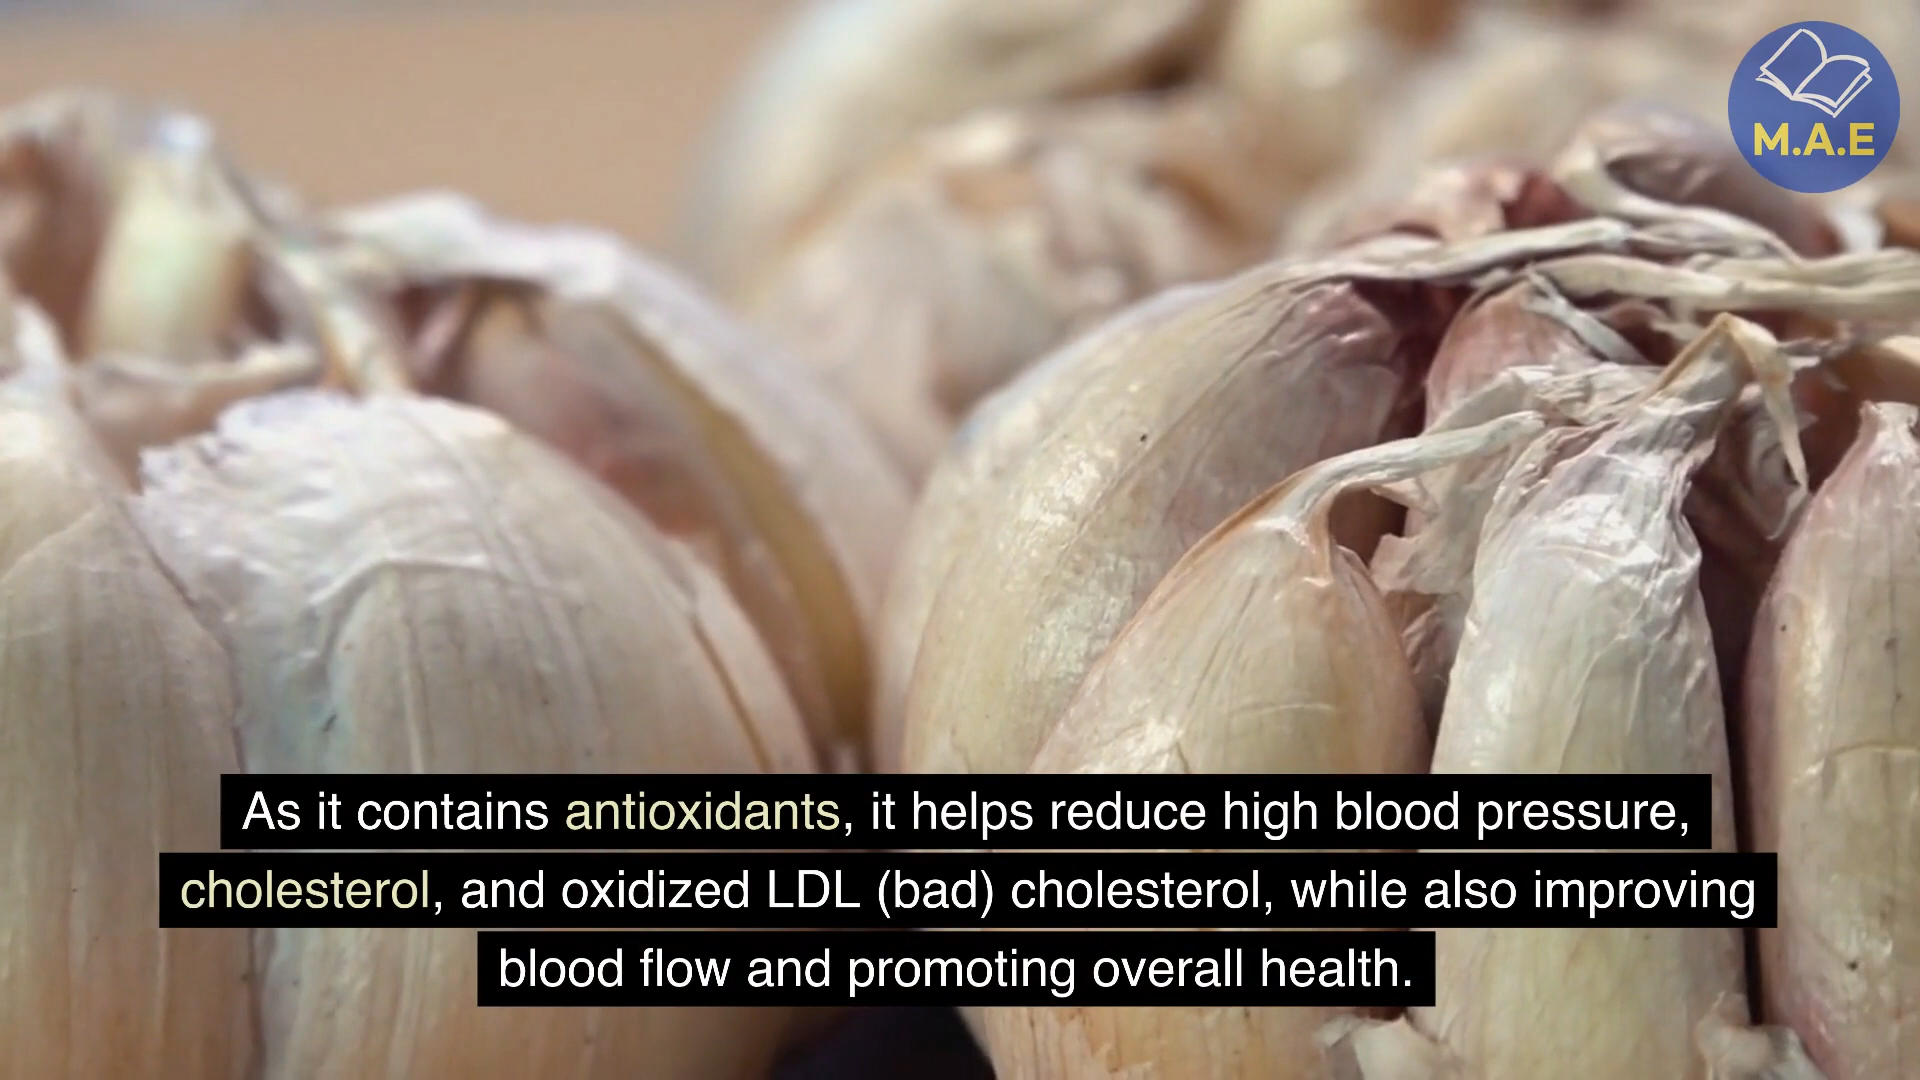 M.A.E
As it contains antioxidants, it helps reduce high blood pressure,
cholesterol, and oxidized LDL (bad) cholesterol, while also improving
blood flow and promoting overall health.